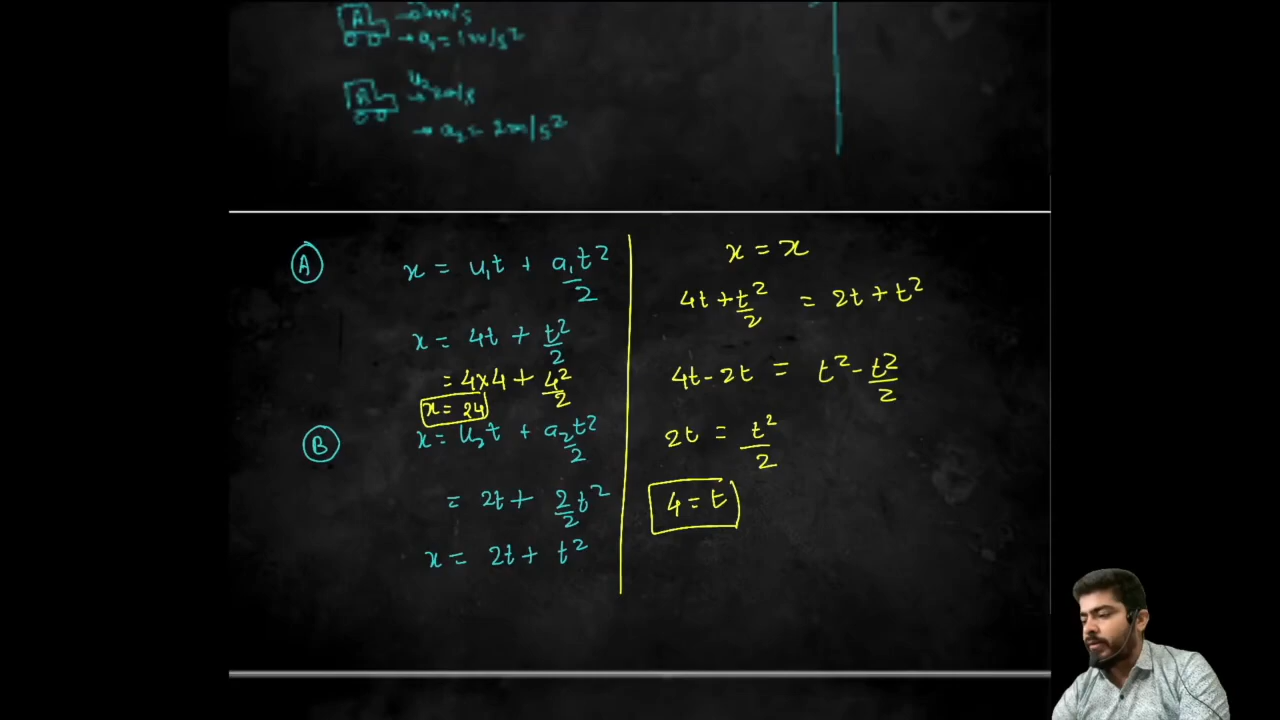 A
→ a₁ = 1m/s²
A
u₂
→ 2m/s
→ a₂ = 2m/s²
A
x = u₁t + a₁t²/2
x = 4t + t²/2
= 4x4 + 4²/2
x = 24
B
x = u₂t + a₂t²/2
= 2t + 2/2 t²
x = 2t + t²
x = x
4t + t²/2 = 2t + t²
4t - 2t = t² - t²/2
2t = t²/2
4 = t